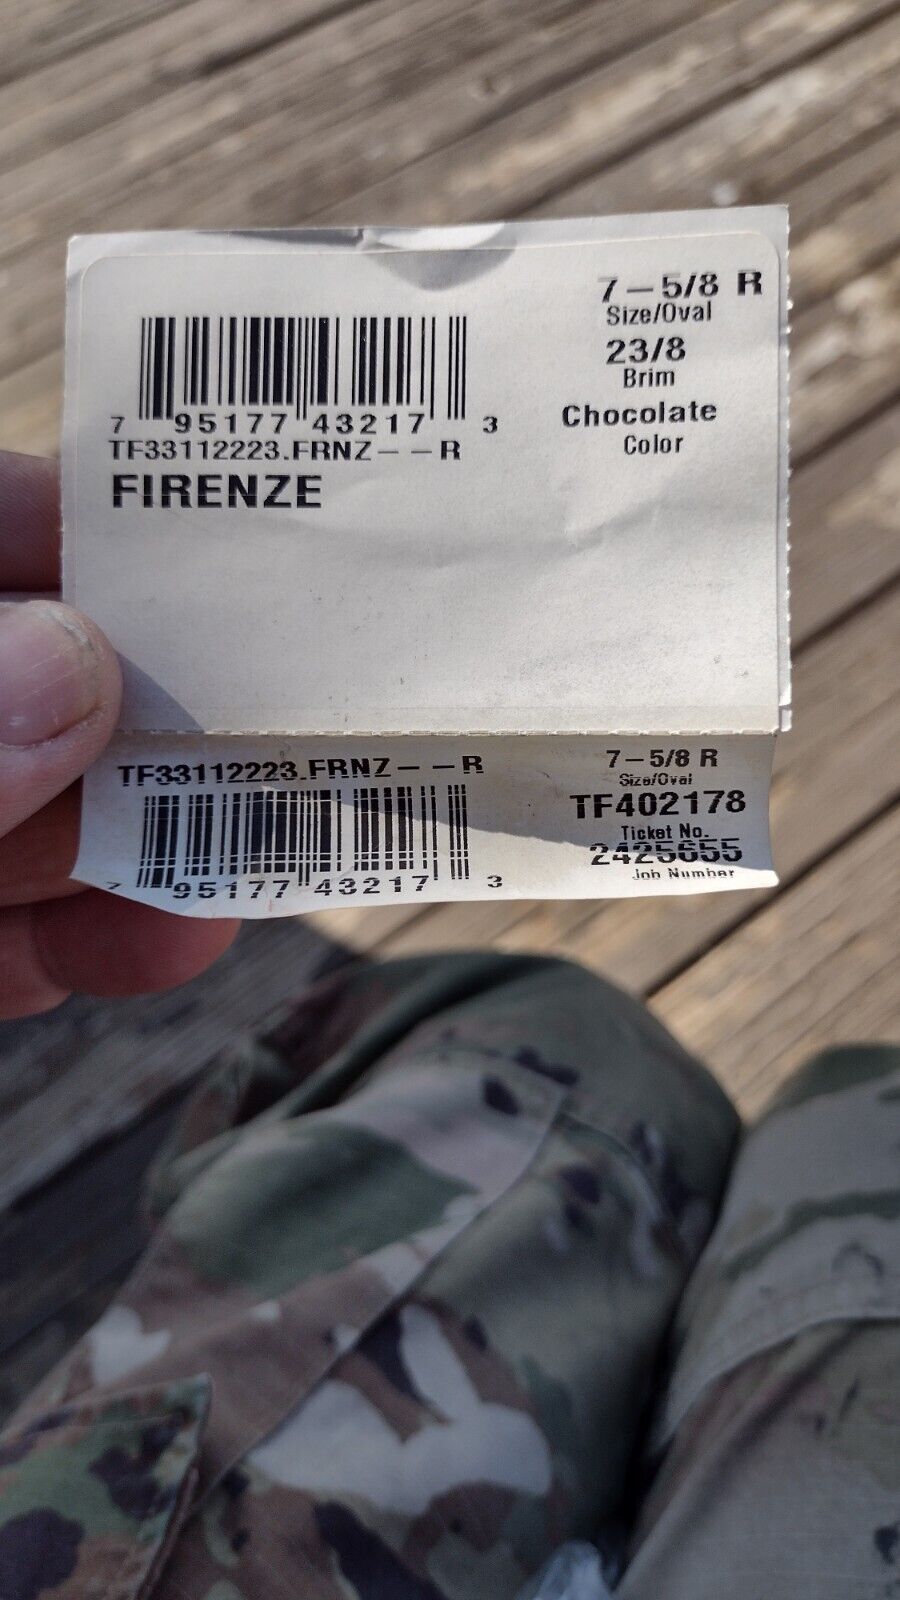 7-5/8 R
Size/Oval
23/8
Brim
Chocolate
Color
7 95177 43217 3
TF33112223.FRNZ--R
FIRENZE
TF33112223.FRNZ--R
7 95177 43217 3
7-5/8 R
Size/Oval
TF402178
Ticket No.
2425655
Job Number